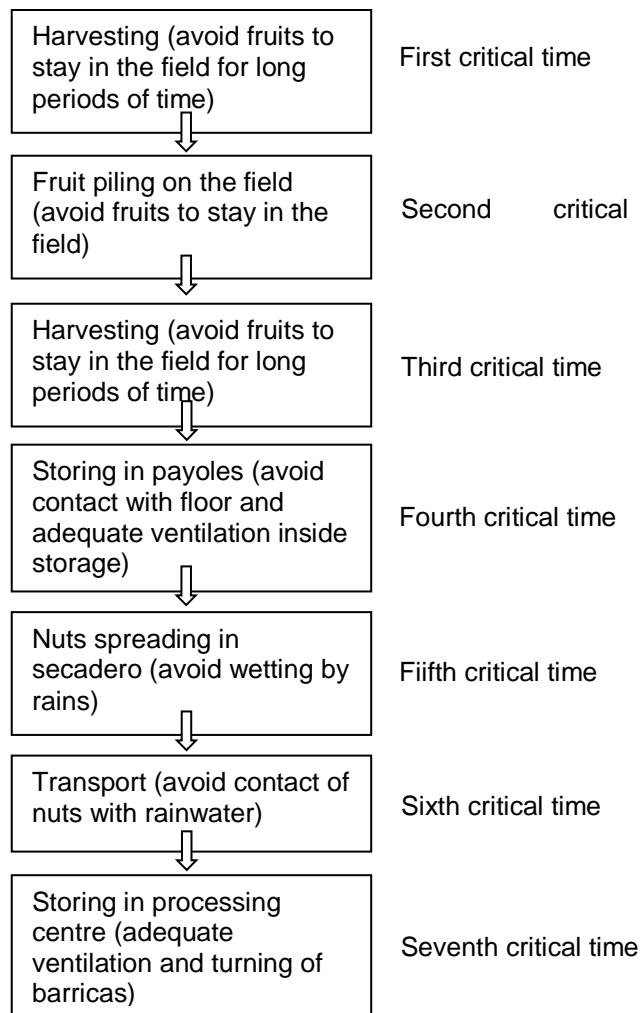 Harvesting (avoid fruits to
stay in the field for long
periods of time)
First critical time
Fruit piling on the field
(avoid fruits to stay in the
field)
Second critical
Harvesting (avoid fruits to
stay in the field for long
periods of time)
Third critical time
Storing in payoles (avoid
contact with floor and
adequate ventilation inside
storage)
Fourth critical time
Nuts spreading in
secadero (avoid wetting by
rains)
Fiifth critical time
Transport (avoid contact of
nuts with rainwater)
Sixth critical time
Storing in processing
centre (adequate
ventilation and turning of
barricas)
Seventh critical time